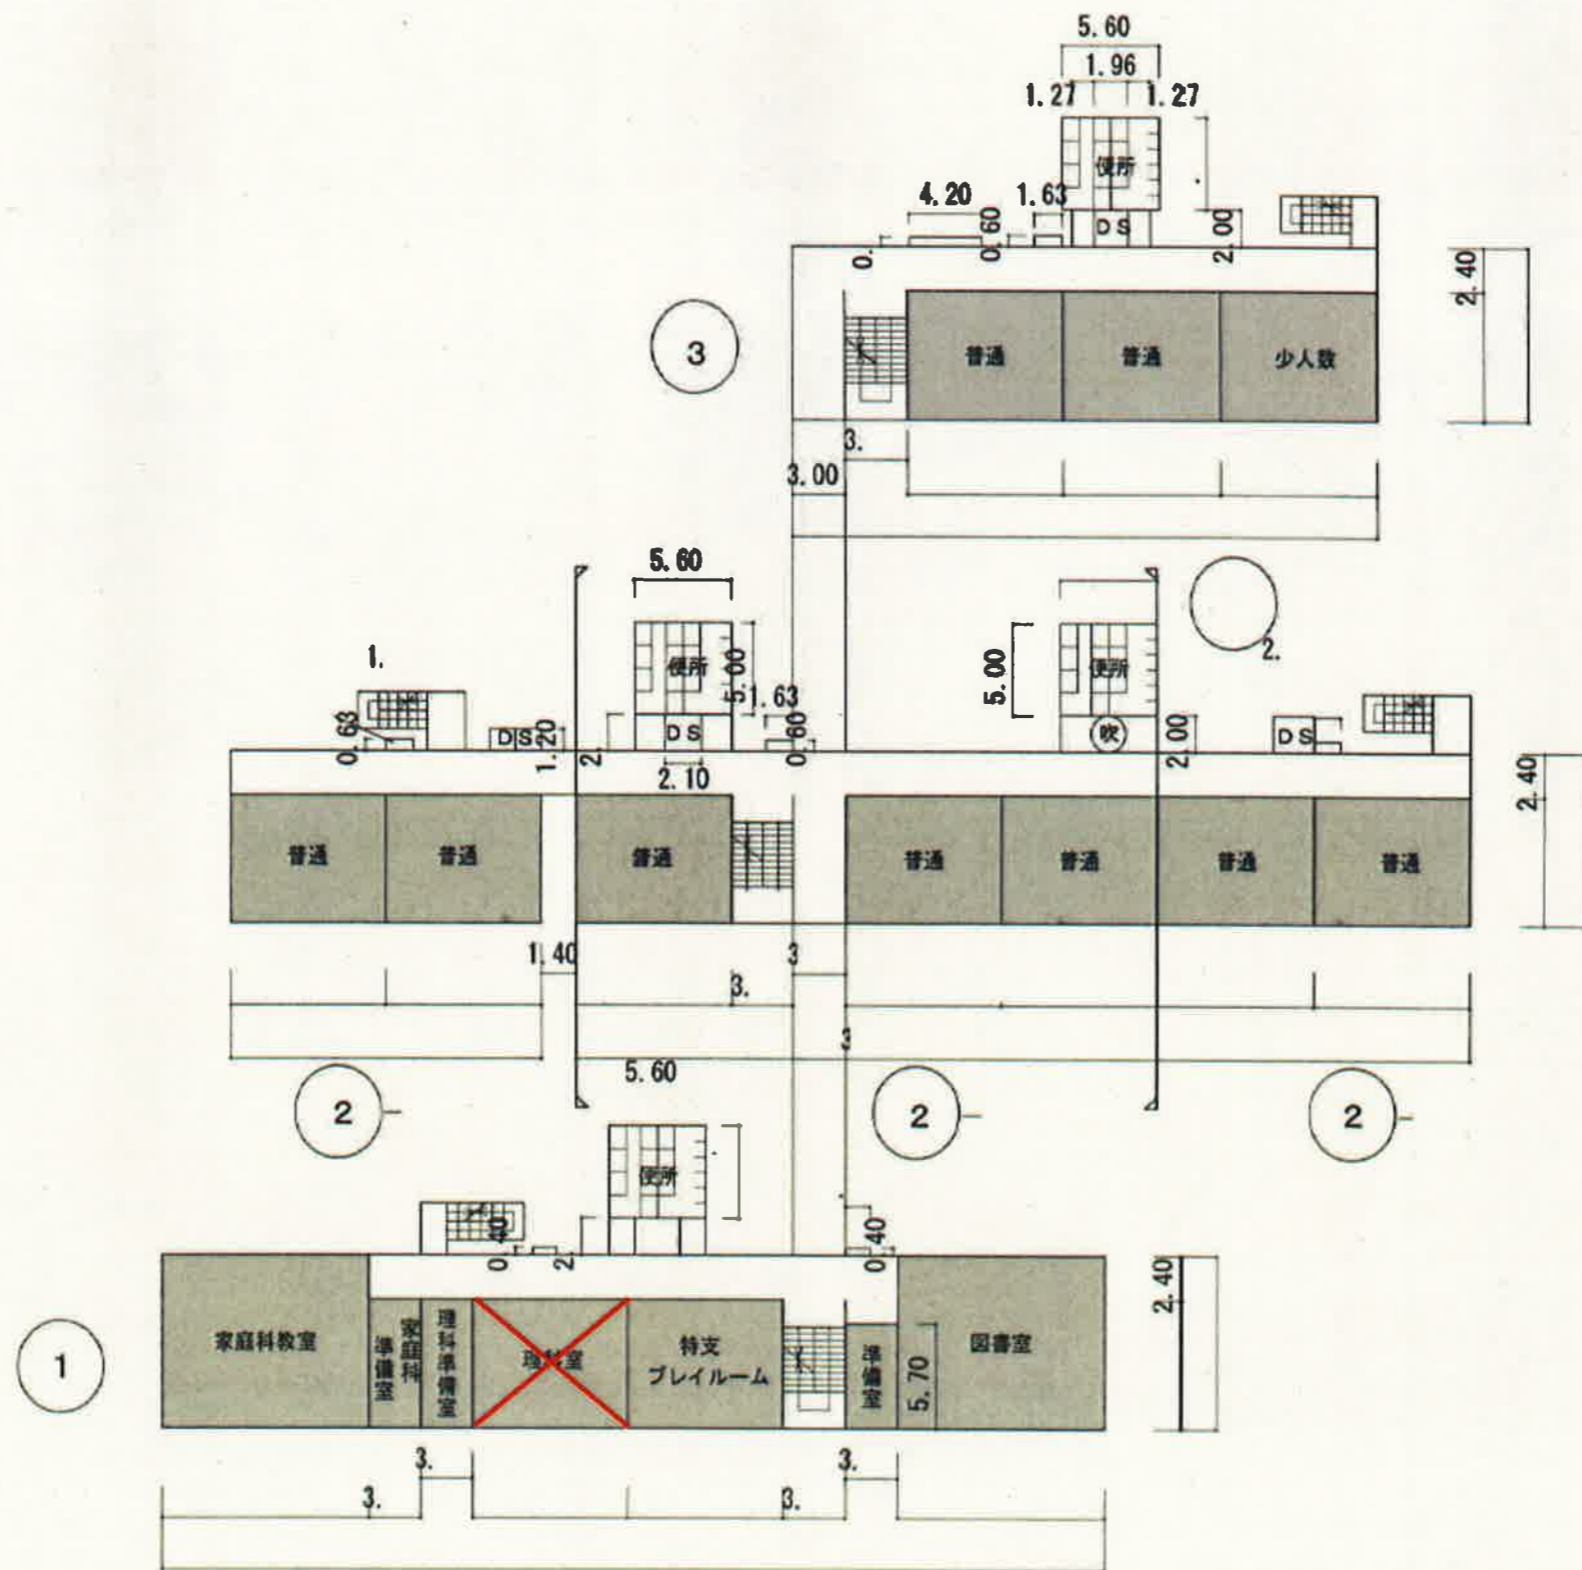 5.60
1.96
1.27 1.27
便所
4.20 1.63
DS
0. 0.60 2.00
2.40
3
普通 普通 少人数
3.
3.00
5.60
1.
便所
5.00
1.63
5.00
便所
2.
0.63
DS
1.20
2.
DS
0.60
吹
2.00
DS
2.10
2.40
普通 普通 普通 普通 普通 普通 普通
1.40 3
3.
5.60
2 2 2
便所
0.40 2. 0.40
2.40
1
家庭科教室
家庭科
準備室
理科準備室
理科室
特支
プレイルーム
準備室
5.70
図書室
3. 3.
3. 3.